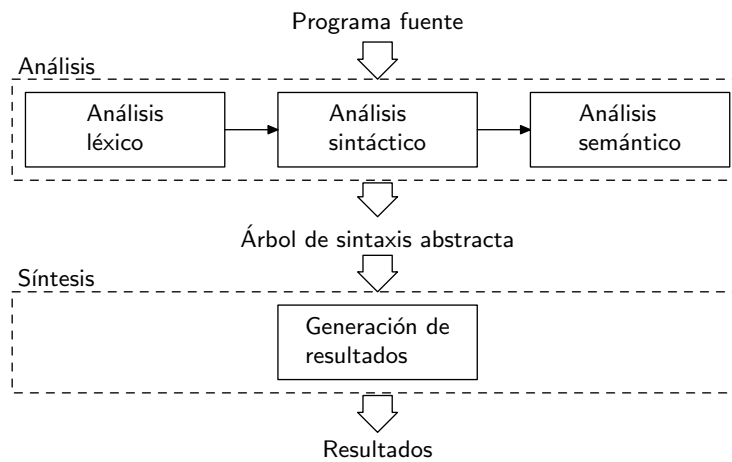 Programa fuente
Análisis
Análisis
léxico
Análisis
sintáctico
Análisis
semántico
Árbol de sintaxis abstracta
Síntesis
Generación de
resultados
Resultados